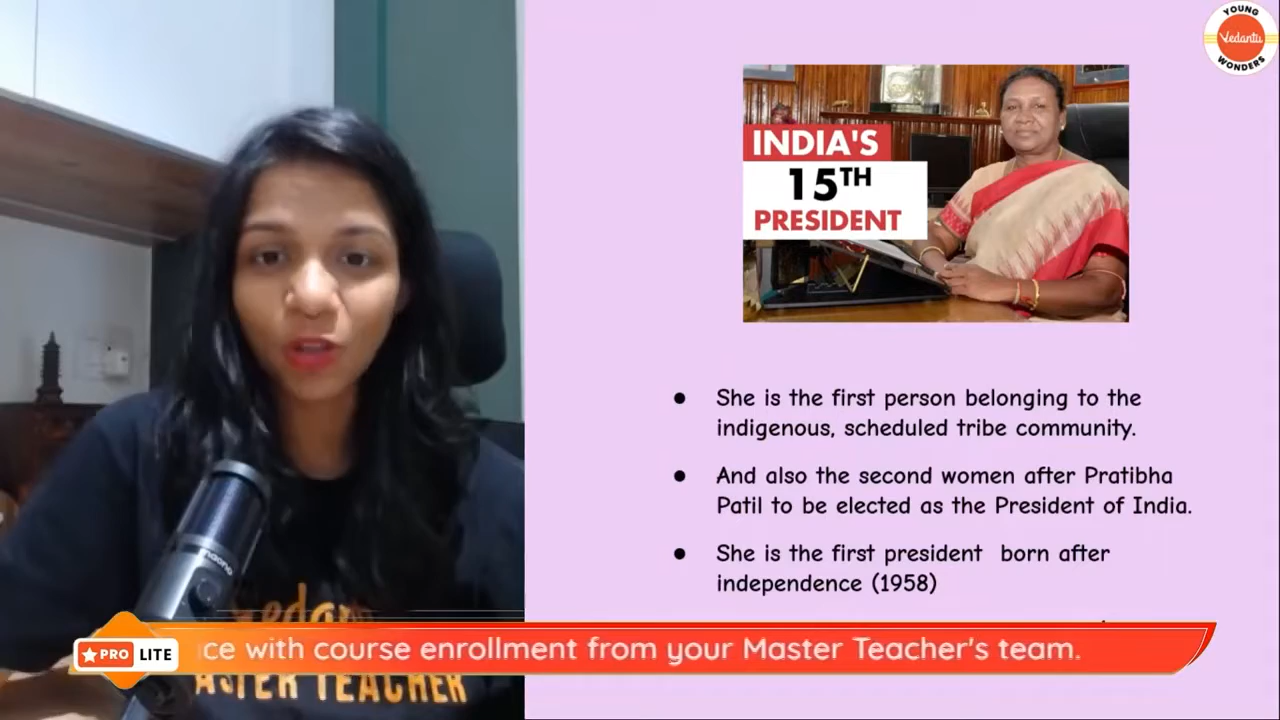 YOUNG
Vedantu
WONDERS
INDIA'S
15TH
PRESIDENT
● She is the first person belonging to the
indigenous, scheduled tribe community.
● And also the second women after Pratibha
Patil to be elected as the President of India.
● She is the first president born after
independence (1958)
maono
PRO LITE
ce with course enrollment from your Master Teacher's team.
MASTER TEACHER